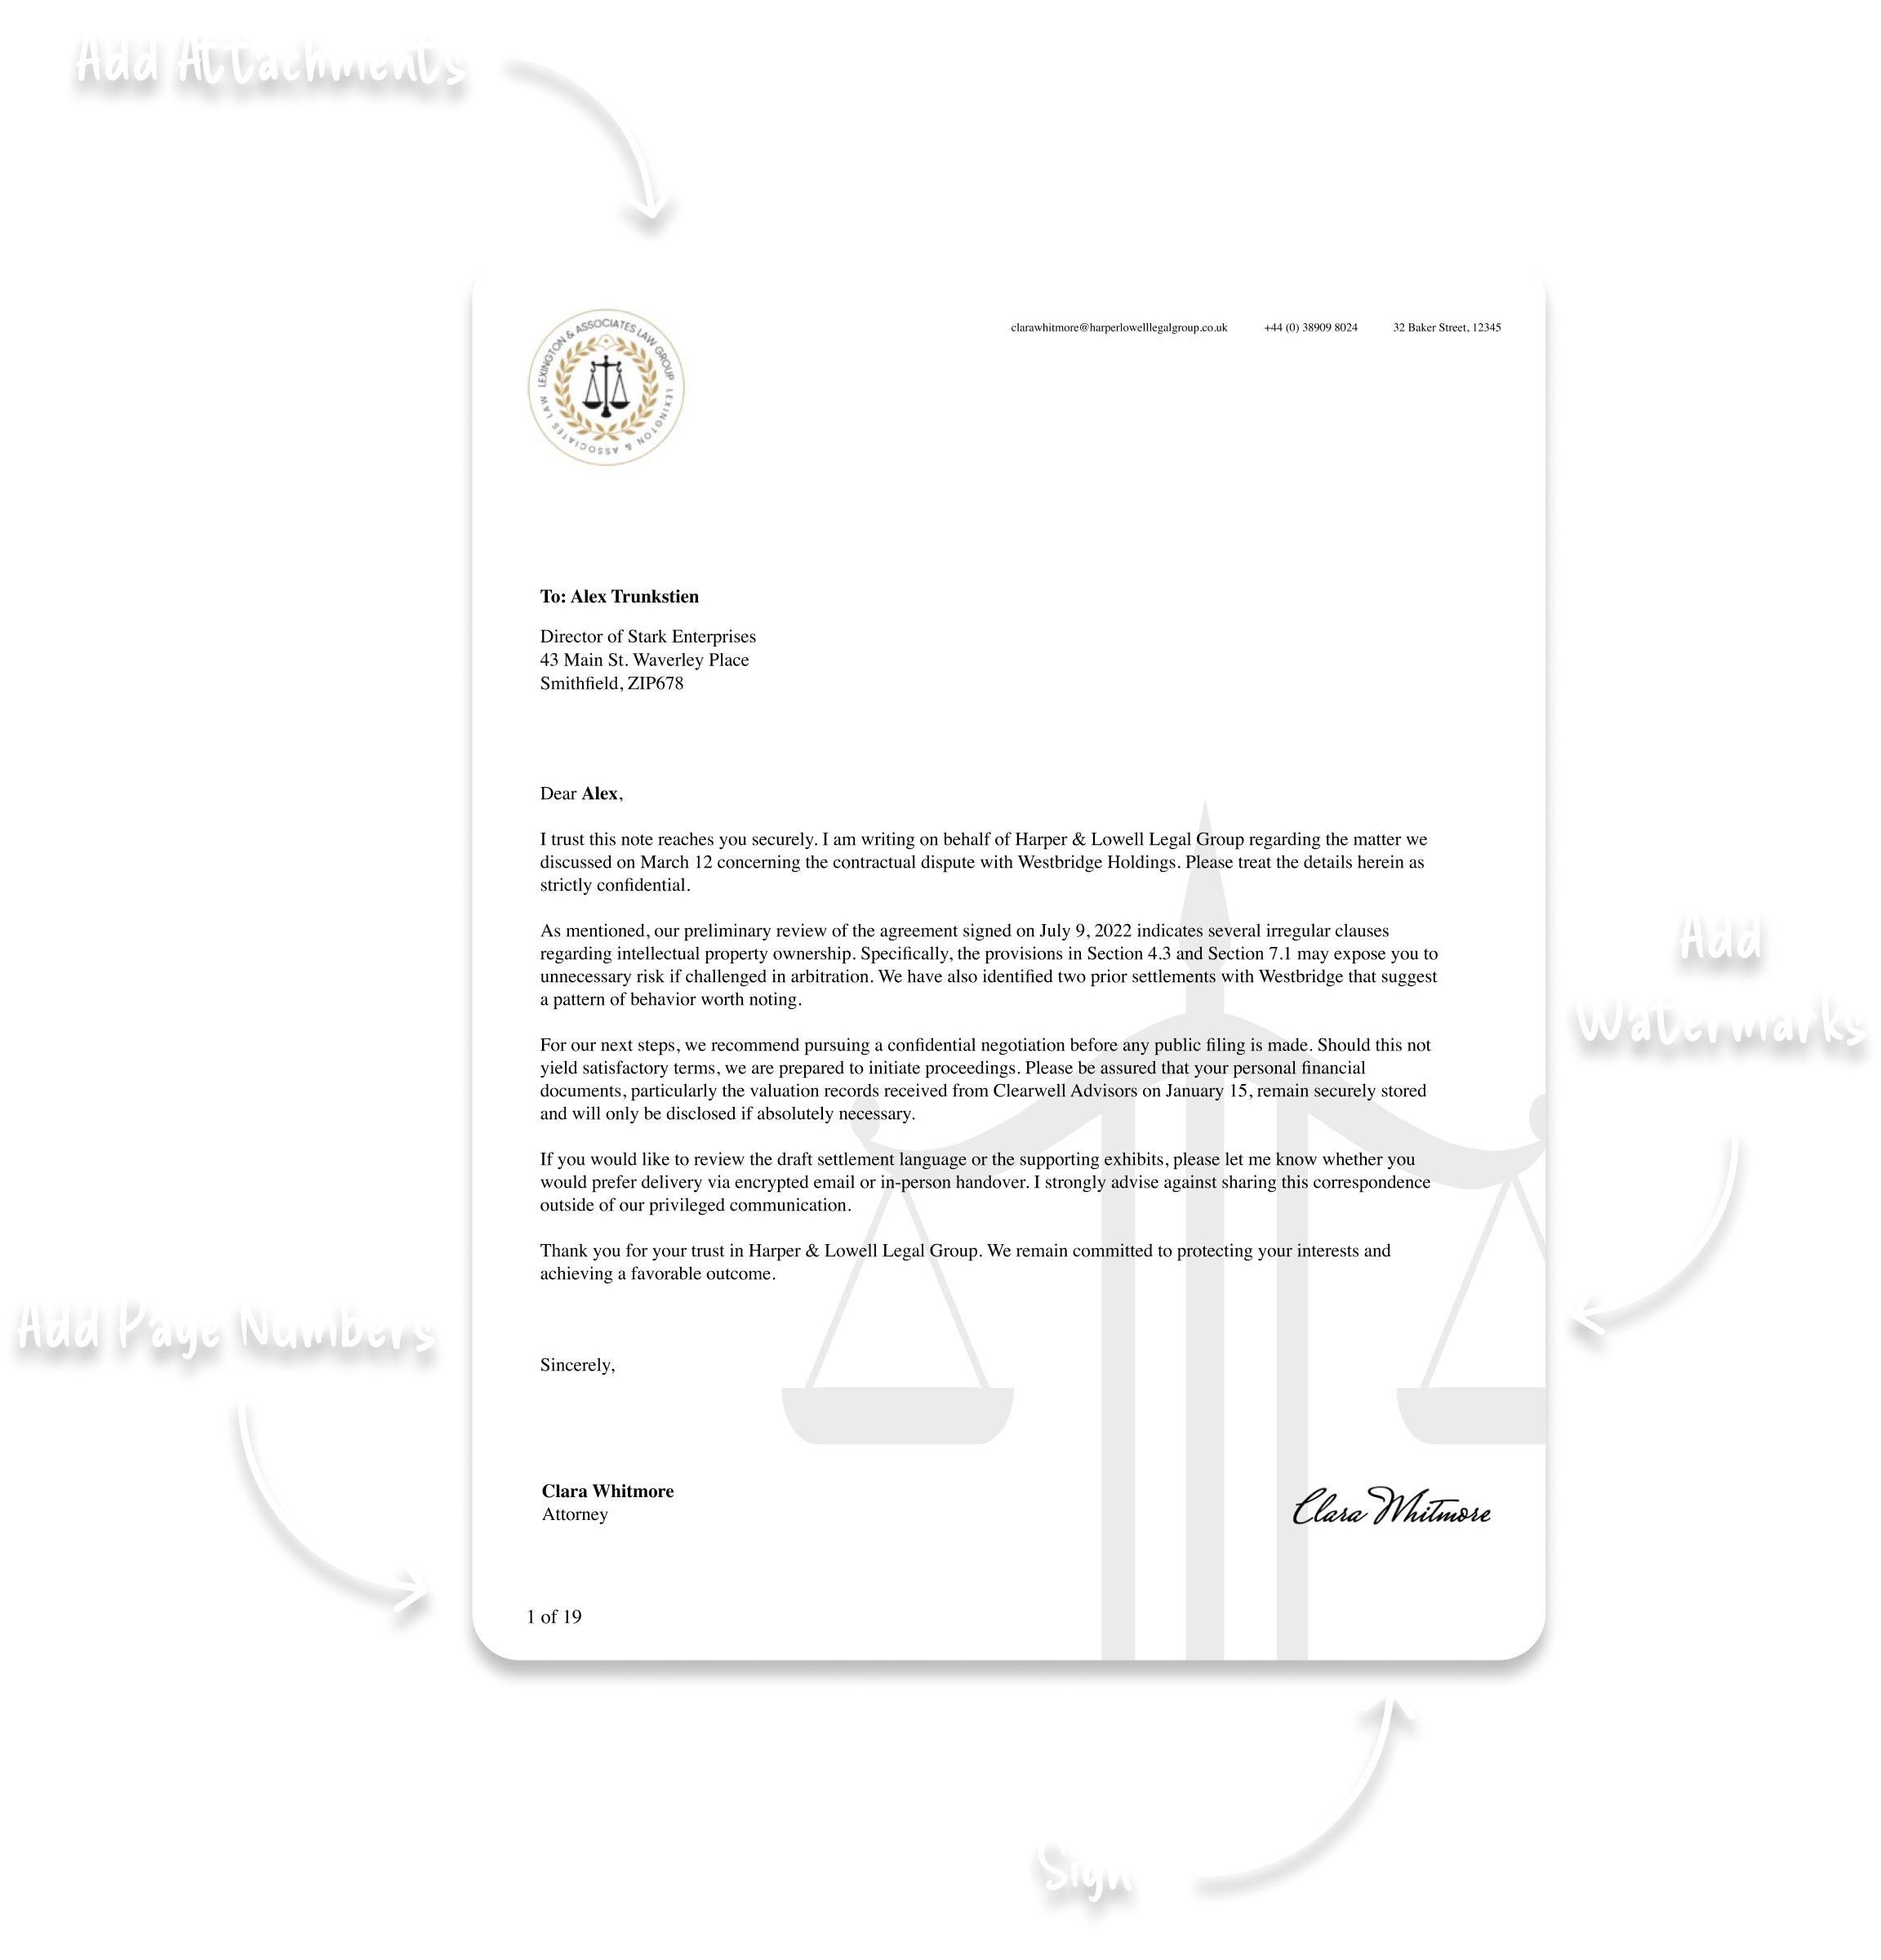 Add Attachments
LEXINGTON & ASSOCIATES LAW GROUP
LEXINGTON & ASSOCIATES LAW
clarawhitmore@harperlowelllegalgroup.co.uk +44 (0) 38909 8024 32 Baker Street, 12345
To: Alex Trunkstien
Director of Stark Enterprises
43 Main St. Waverley Place
Smithfield, ZIP678
Dear Alex,
I trust this note reaches you securely. I am writing on behalf of Harper & Lowell Legal Group regarding the matter we
discussed on March 12 concerning the contractual dispute with Westbridge Holdings. Please treat the details herein as
strictly confidential.
As mentioned, our preliminary review of the agreement signed on July 9, 2022 indicates several irregular clauses
regarding intellectual property ownership. Specifically, the provisions in Section 4.3 and Section 7.1 may expose you to
unnecessary risk if challenged in arbitration. We have also identified two prior settlements with Westbridge that suggest
a pattern of behavior worth noting.
For our next steps, we recommend pursuing a confidential negotiation before any public filing is made. Should this not
yield satisfactory terms, we are prepared to initiate proceedings. Please be assured that your personal financial
documents, particularly the valuation records received from Clearwell Advisors on January 15, remain securely stored
and will only be disclosed if absolutely necessary.
If you would like to review the draft settlement language or the supporting exhibits, please let me know whether you
would prefer delivery via encrypted email or in-person handover. I strongly advise against sharing this correspondence
outside of our privileged communication.
Thank you for your trust in Harper & Lowell Legal Group. We remain committed to protecting your interests and
achieving a favorable outcome.
Sincerely,
Clara Whitmore
Attorney
Clara Whitmore
1 of 19
Add
Watermarks
Add Page Numbers
Sign